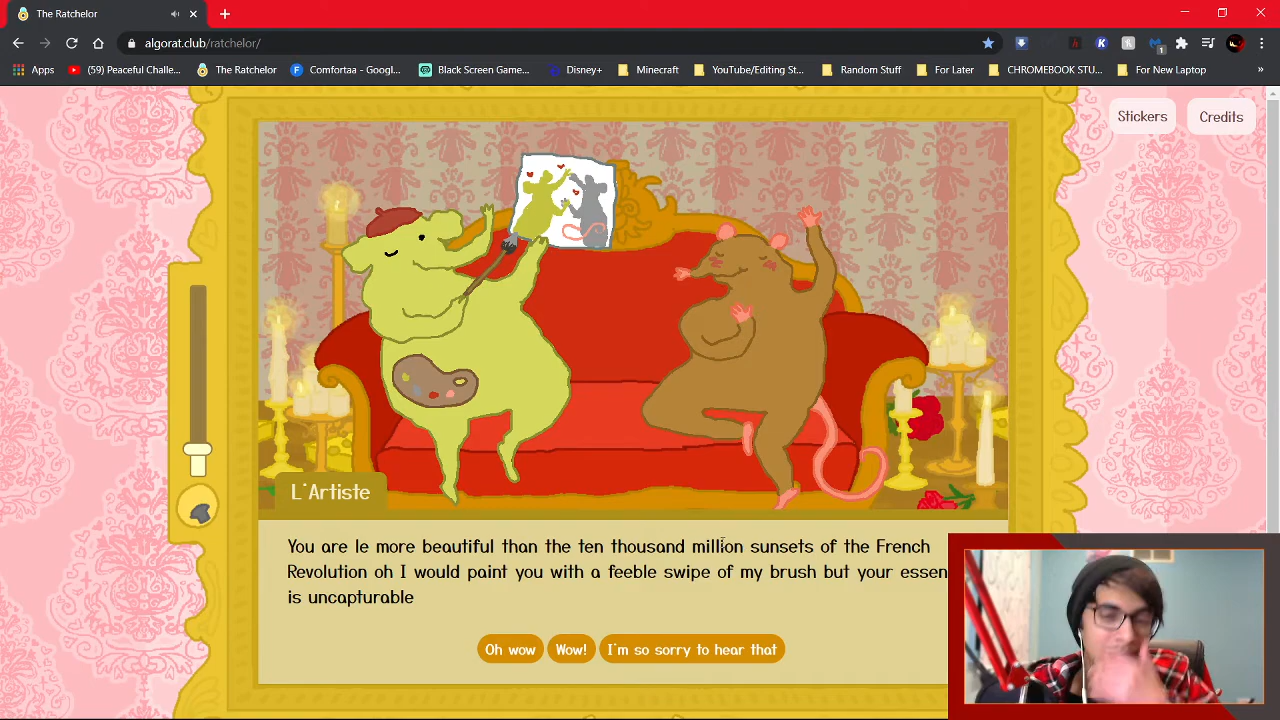 The Ratchelor
algorat.club/ratchelor/
1
Apps
(59) Peaceful Challe...
The Ratchelor
Comfortaa - Googl...
Black Screen Game...
Disney+
Minecraft
YouTube/Editing St...
Random Stuff
For Later
CHROMEBOOK STU...
For New Laptop
Stickers
Credits
L'Artiste
You are le more beautiful than the ten thousand million sunsets of the French
Revolution oh I would paint you with a feeble swipe of my brush but your essen
is uncapturable
Oh wow
Wow!
I'm so sorry to hear that